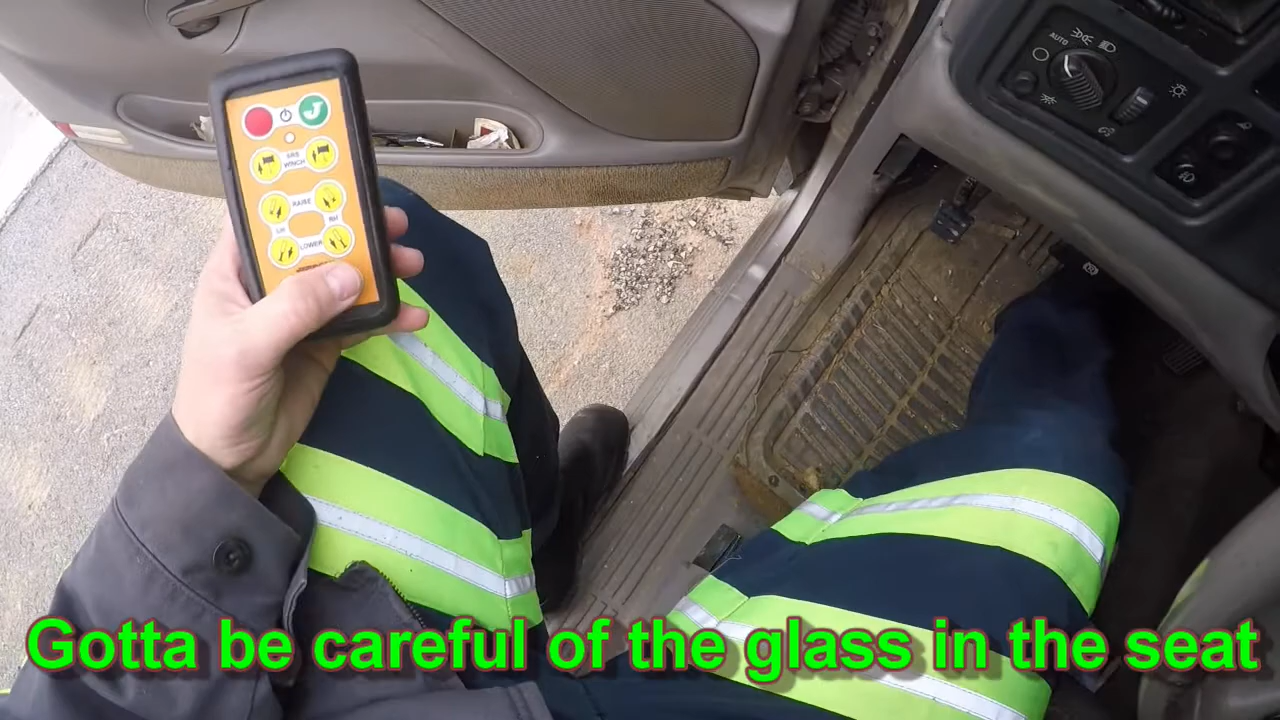 AUTO
SRS
WINCH
RAISE
LH
RH
LOWER
Gotta be careful of the glass in the seat